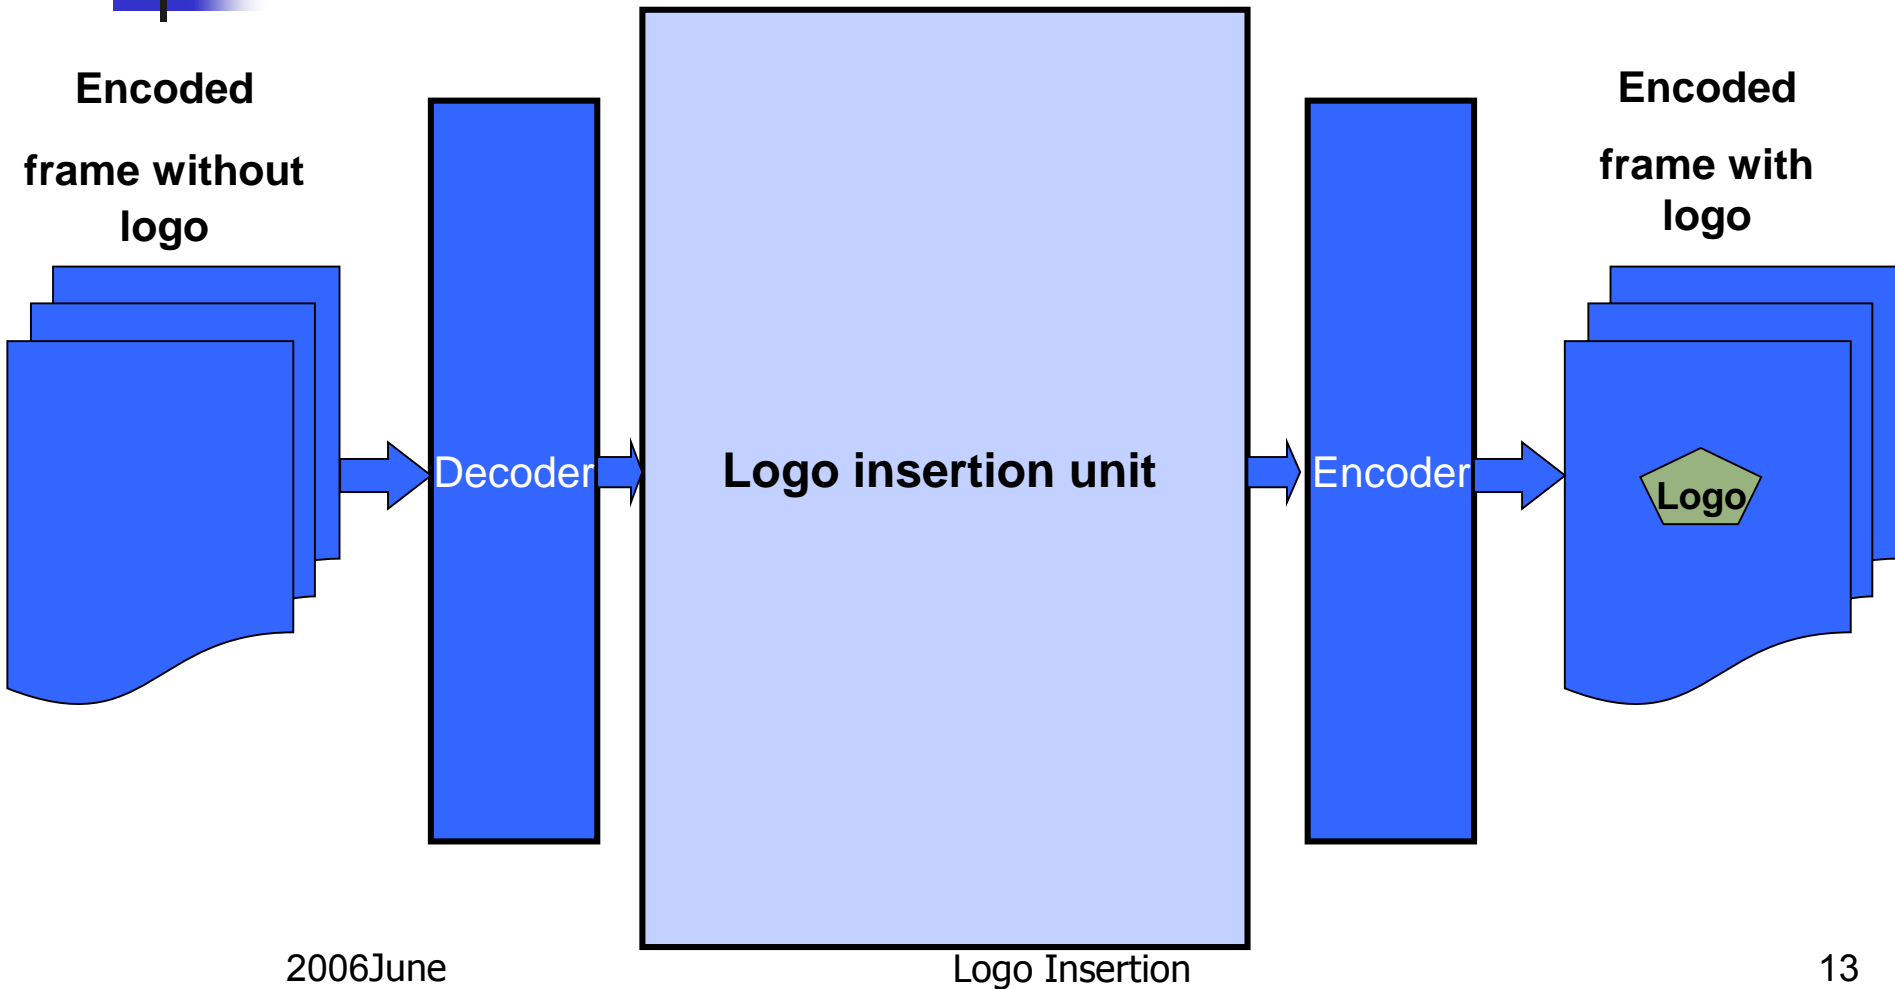 Encoded
frame without
logo
Decoder
Logo insertion unit
Encoder
Encoded
frame with
logo
Logo
2006June
Logo Insertion
13